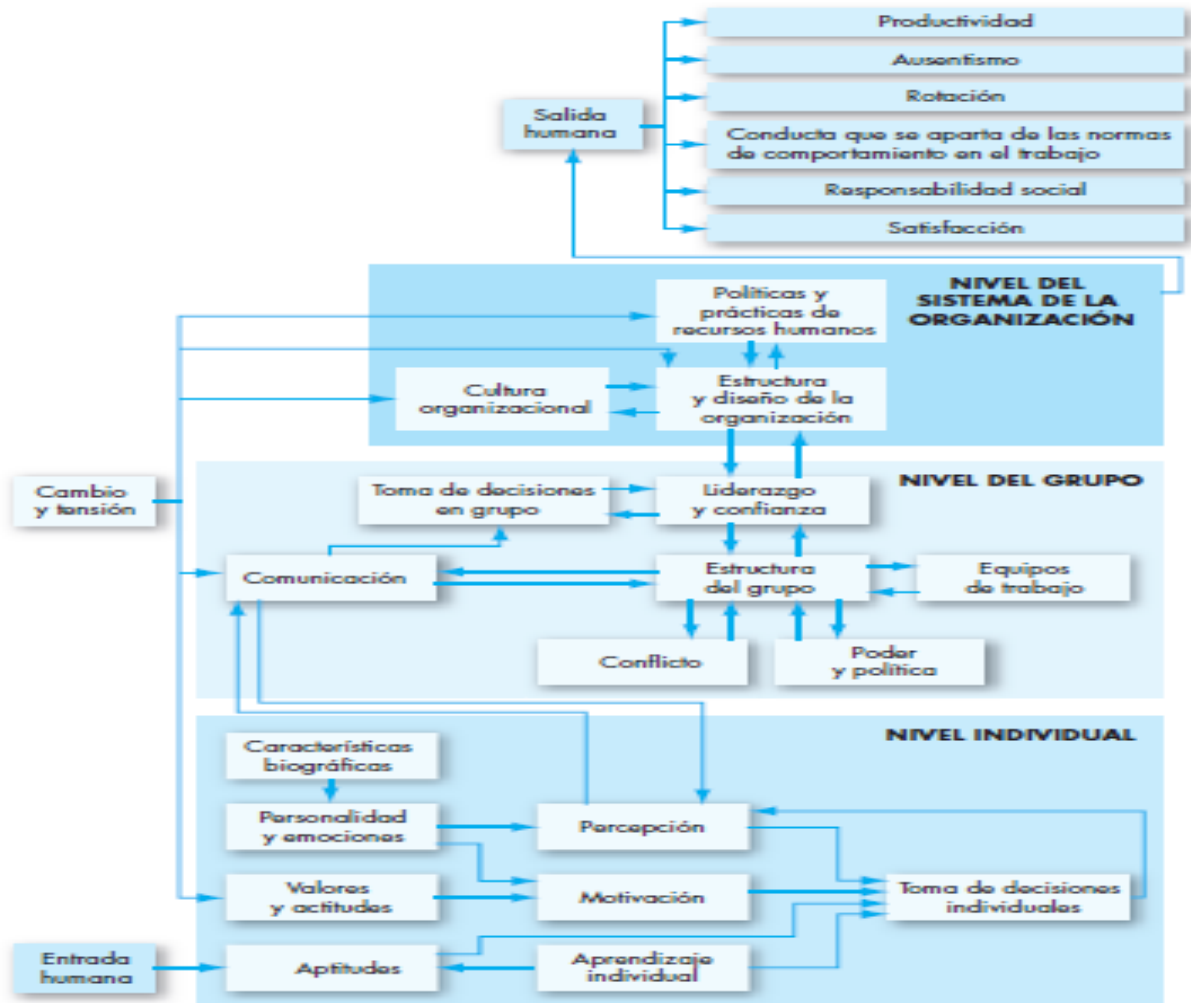 Productividad
Ausentismo
Rotación
Salida
humana
Conducta que se aparta de las normas
de comportamiento en el trabajo
Responsabilidad social
Satisfacción
NIVEL DEL
SISTEMA DE LA
ORGANIZACIÓN
Políticas y
prácticas de
recursos humanos
Cultura
organizacional
Estructura
y diseño de la
organización
NIVEL DEL GRUPO
Cambio
y tensión
Toma de decisiones
en grupo
Liderazgo
y confianza
Comunicación
Estructura
del grupo
Equipos
de trabajo
Conflicto
Poder
y política
NIVEL INDIVIDUAL
Características
biográficas
Personalidad
y emociones
Percepción
Valores
y actitudes
Motivación
Toma de decisiones
individuales
Entrada
humana
Aptitudes
Aprendizaje
individual